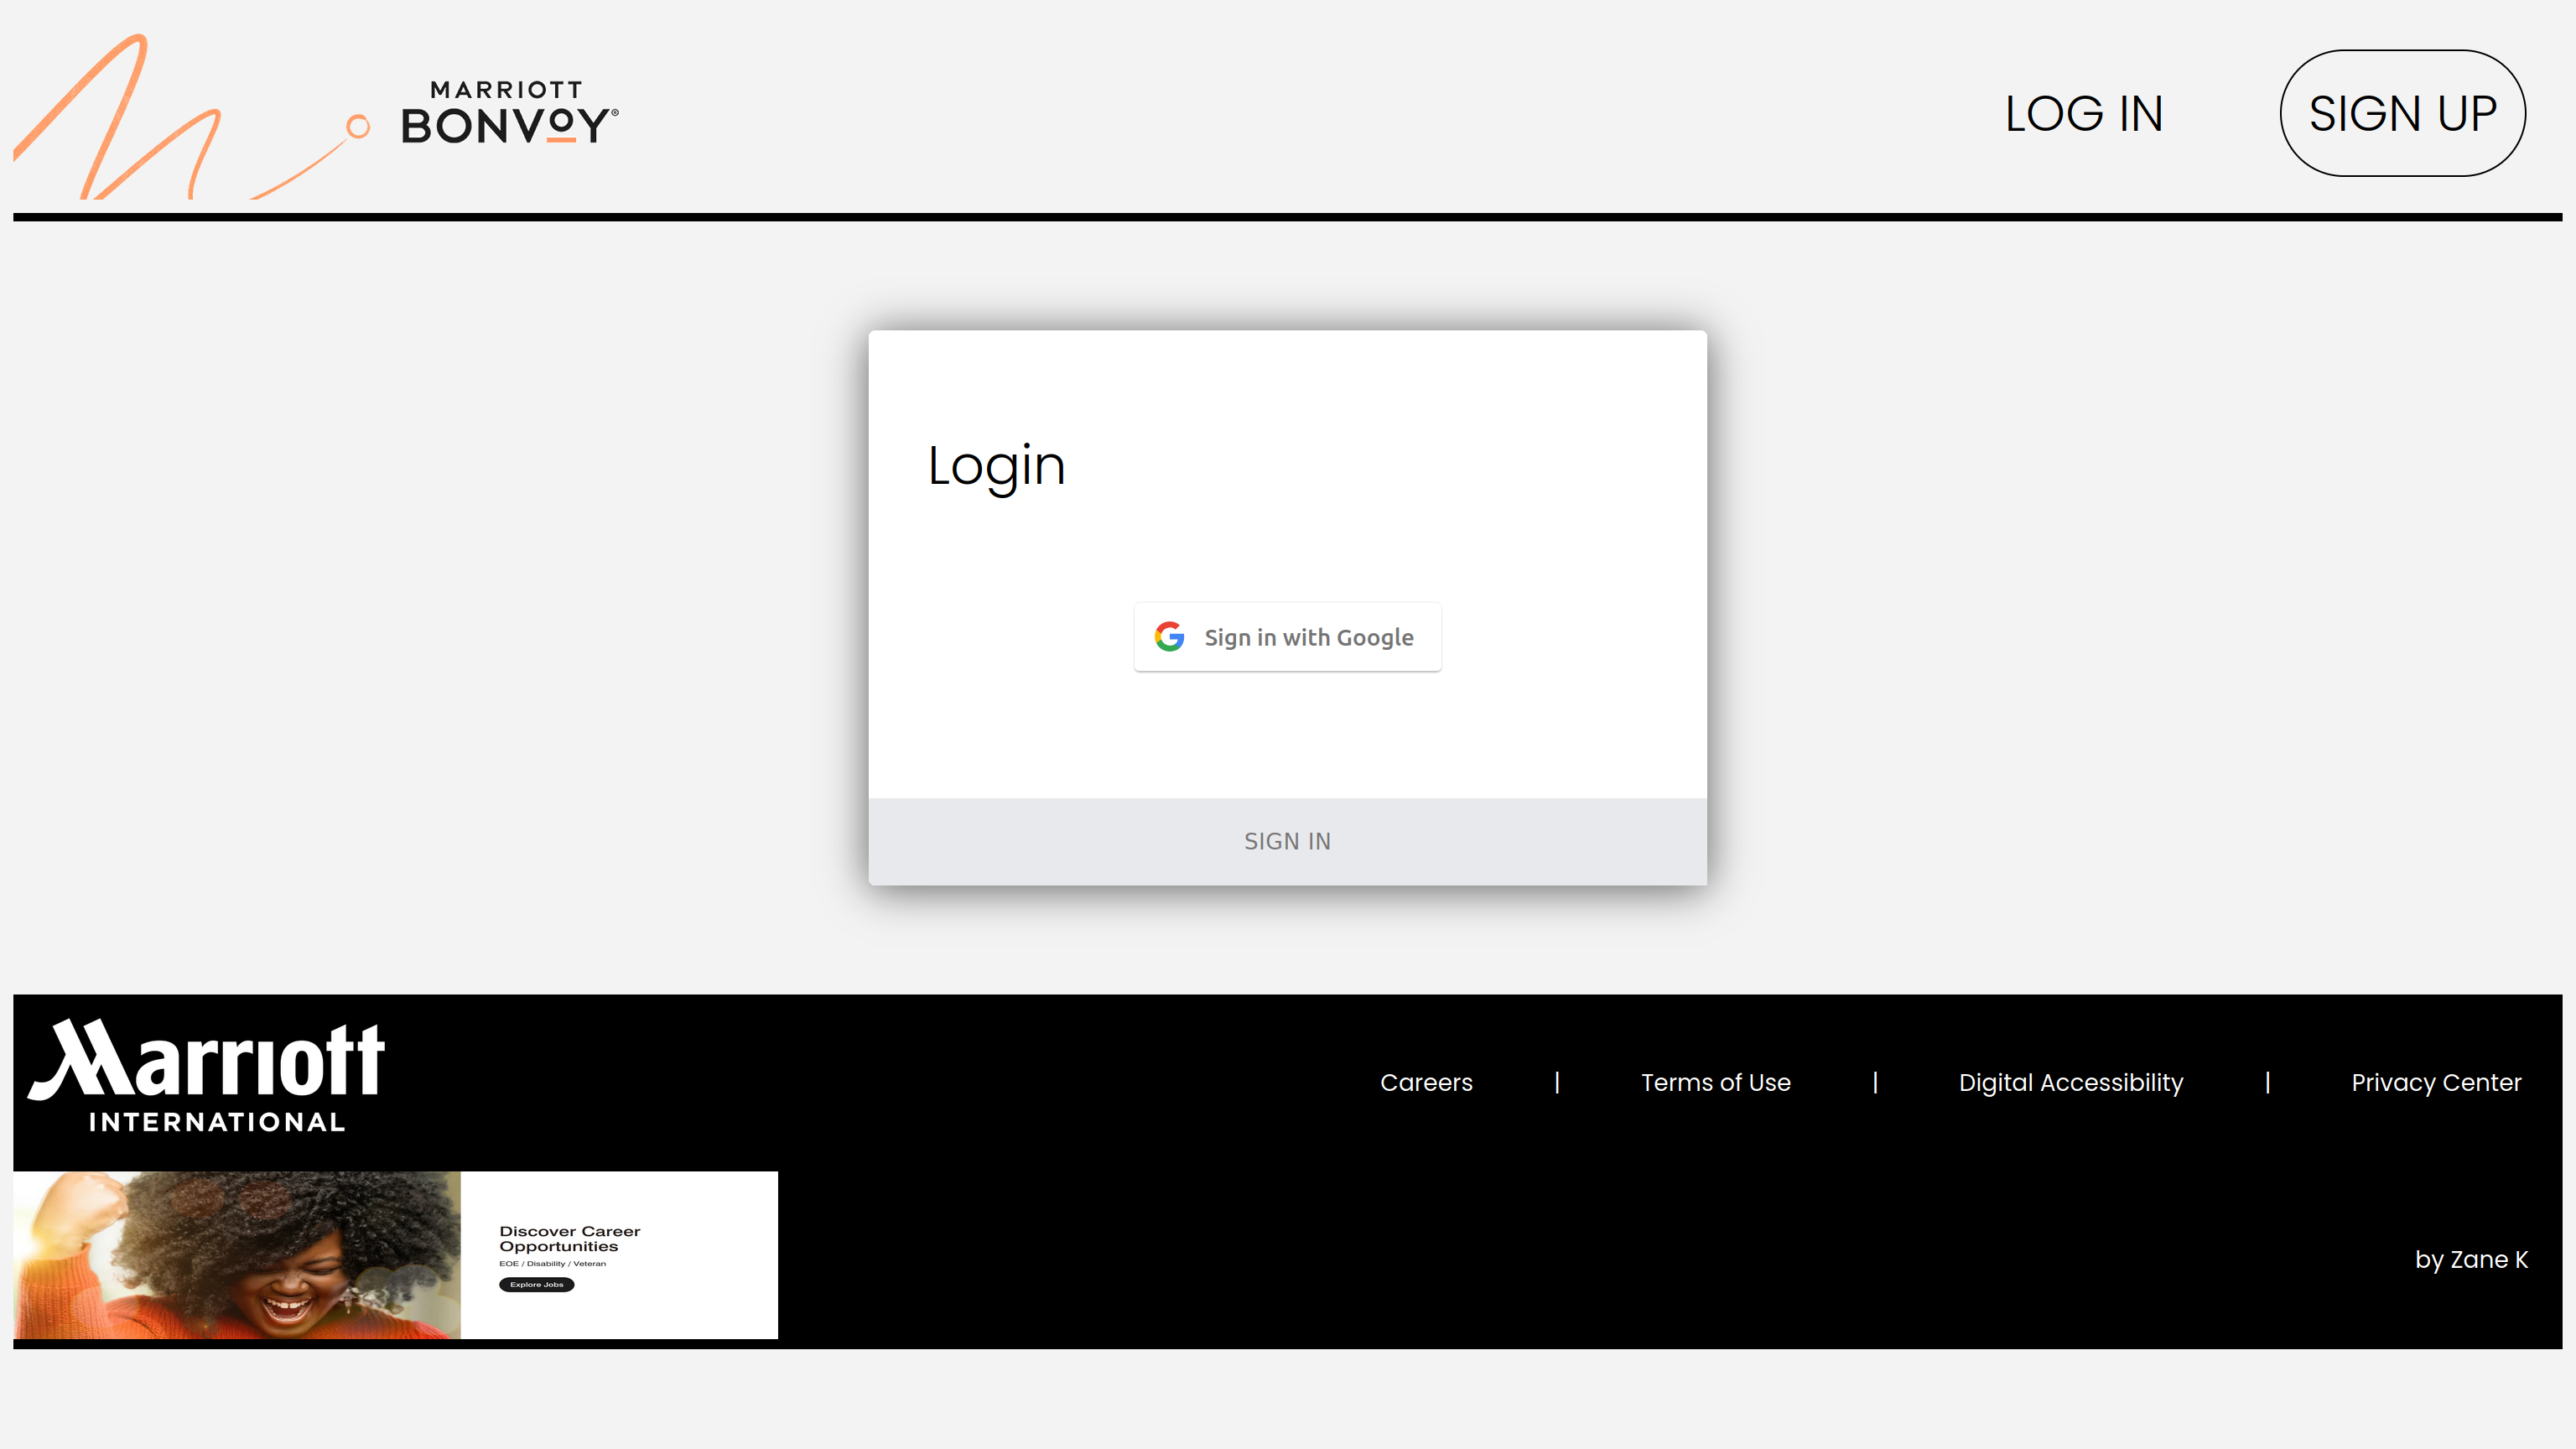 MARRIOTT
BONVOY®
LOG IN
SIGN UP
Login
Sign in with Google
SIGN IN
Marriott
INTERNATIONAL
Careers | Terms of Use | Digital Accessibility | Privacy Center
Discover Career
Opportunities
EOE / Disability / Veteran
Explore Jobs
by Zane K